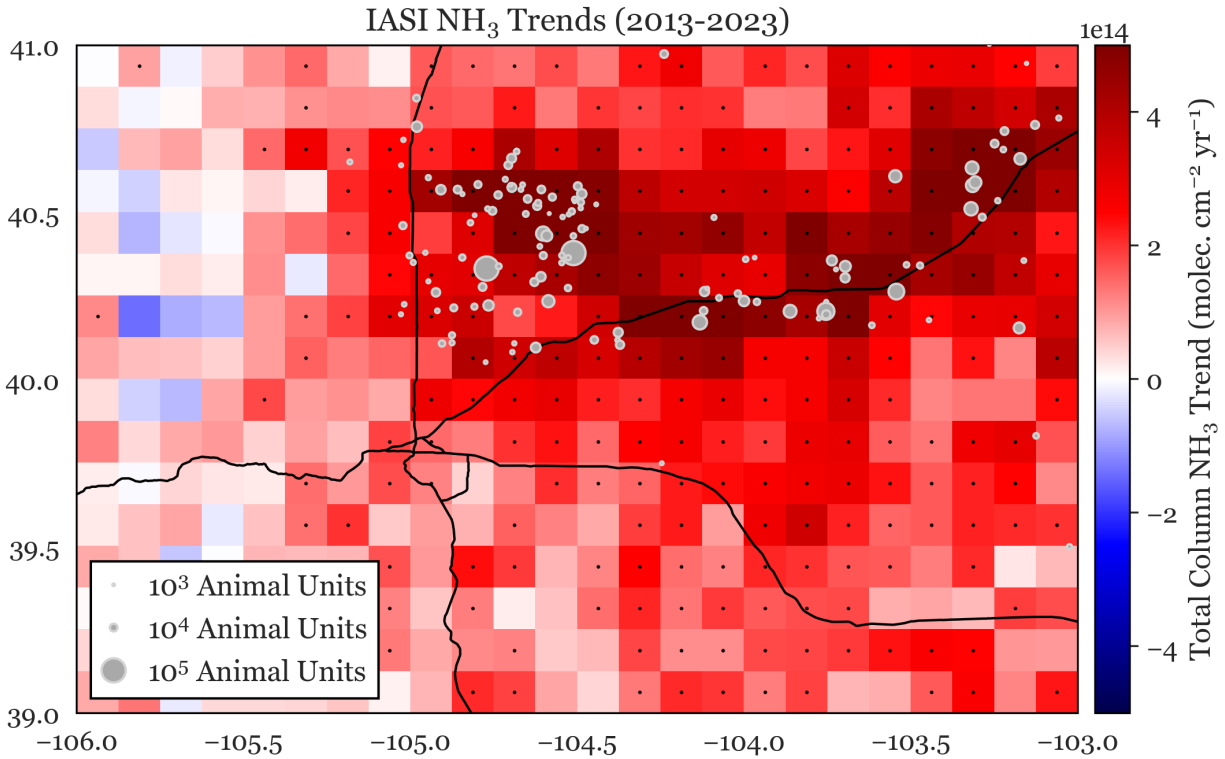 IASI NH₃ Trends (2013-2023)
1e14
41.0
40.5
40.0
39.5
39.0
−106.0 −105.5 −105.0 −104.5 −104.0 −103.5 −103.0
10³ Animal Units
10⁴ Animal Units
10⁵ Animal Units
4
2
0
−2
−4
Total Column NH₃ Trend (molec. cm⁻² yr⁻¹)